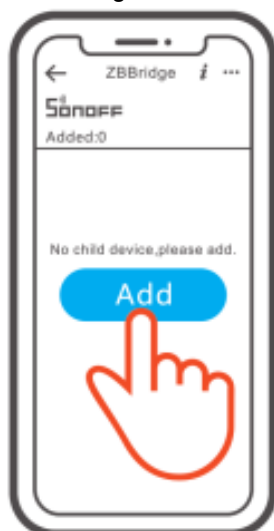 ZBBridge i ...
SONOFF
Added:0
No child device,please add.
Add